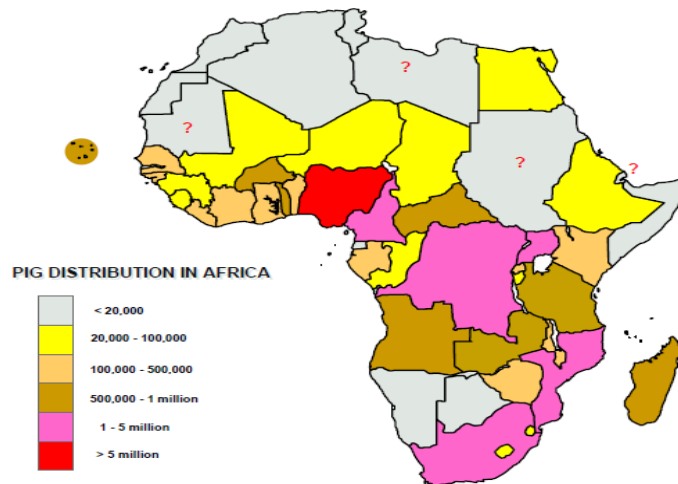 ?
?
?
?
PIG DISTRIBUTION IN AFRICA
< 20,000
20,000 - 100,000
100,000 - 500,000
500,000 - 1 million
1 - 5 million
> 5 million